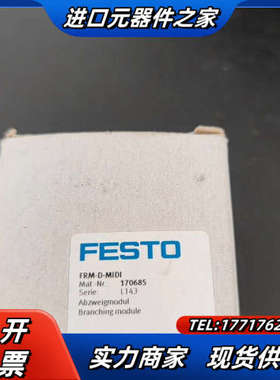 进口元器件之家
FESTO
FRM-D-MIDI
Mat.-Nr.: 170685
Serie: L143
Abzweigmodul
Branching module
开
票
TEL:17717762
实力商家 现货供